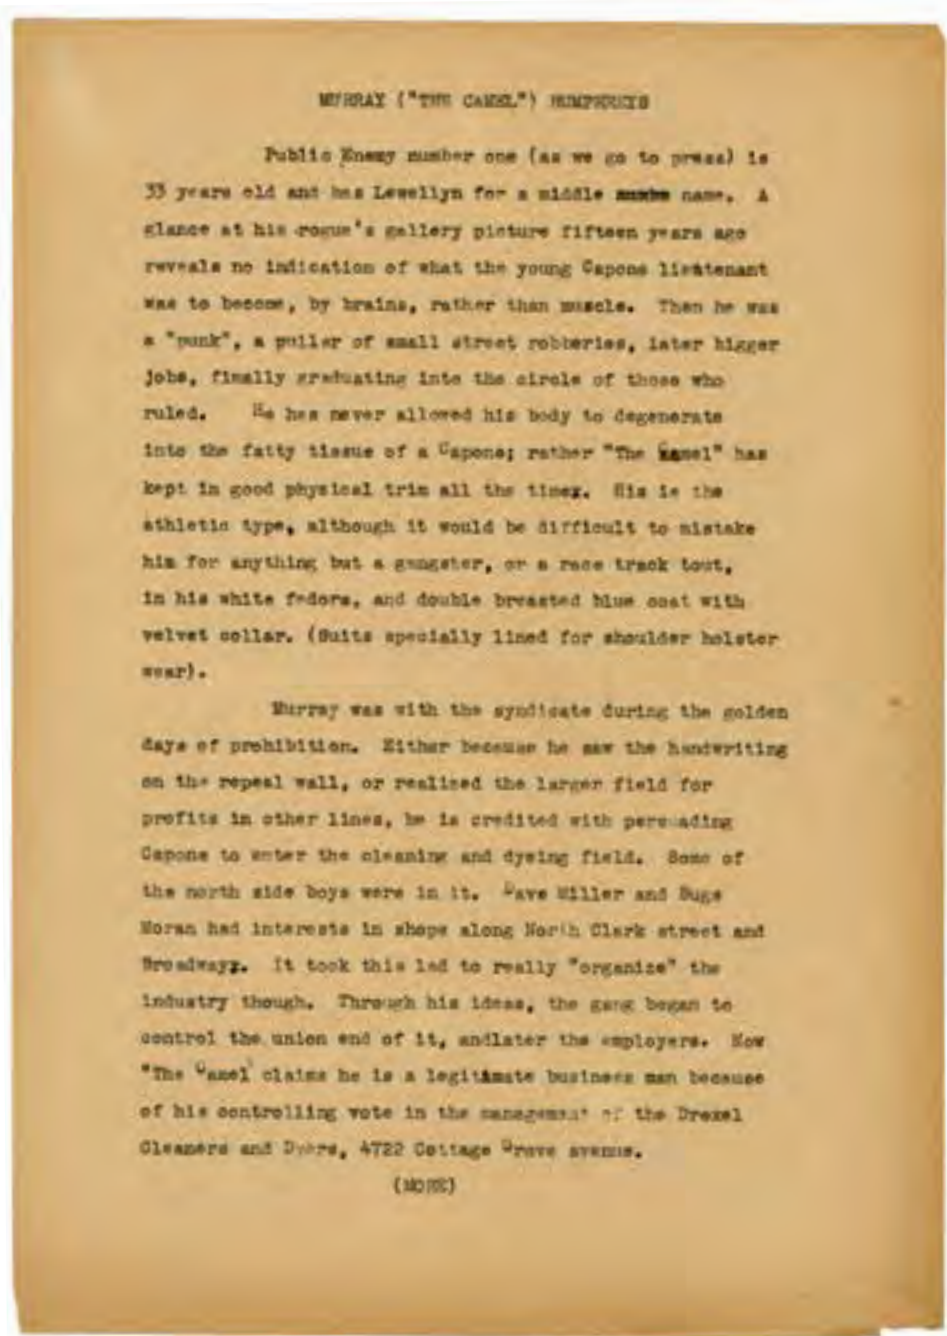 MURRAY ("THE CAMEL") HUMPHREYS
Public Enemy number one (as we go to press) is
33 years old and has Lewellyn for a middle name. A
glance at his rogue's gallery picture fifteen years ago
reveals no indication of what the young Capone lieutenant
was to become, by brains, rather than muscle. Then he was
a "punk", a puller of small street robberies, later bigger
jobs, finally graduating into the circle of those who
ruled. He has never allowed his body to degenerate
into the fatty tissue of a Capone; rather "The Camel" has
kept in good physical trim all the time. His is the
athletic type, although it would be difficult to mistake
him for anything but a gangster, or a race track tout,
in his white fedora, and double breasted blue coat with
velvet collar. (Suits specially lined for shoulder holster
wear).
Murray was with the syndicate during the golden
days of prohibition. Either because he saw the handwriting
on the repeal wall, or realized the larger field for
profits in other lines, he is credited with persuading
Capone to enter the cleaning and dyeing field. Some of
the north side boys were in it. Dave Miller and Bugs
Moran had interests in shops along North Clark street and
Broadway. It took this lad to really "organize" the
industry though. Through his ideas, the gang began to
control the union end of it, andlater the employers. Now
"The Camel' claims he is a legitimate business man because
of his controlling vote in the management of the Drexel
Cleaners and Dyers, 4722 Cottage Grove avenue.
(MORE)